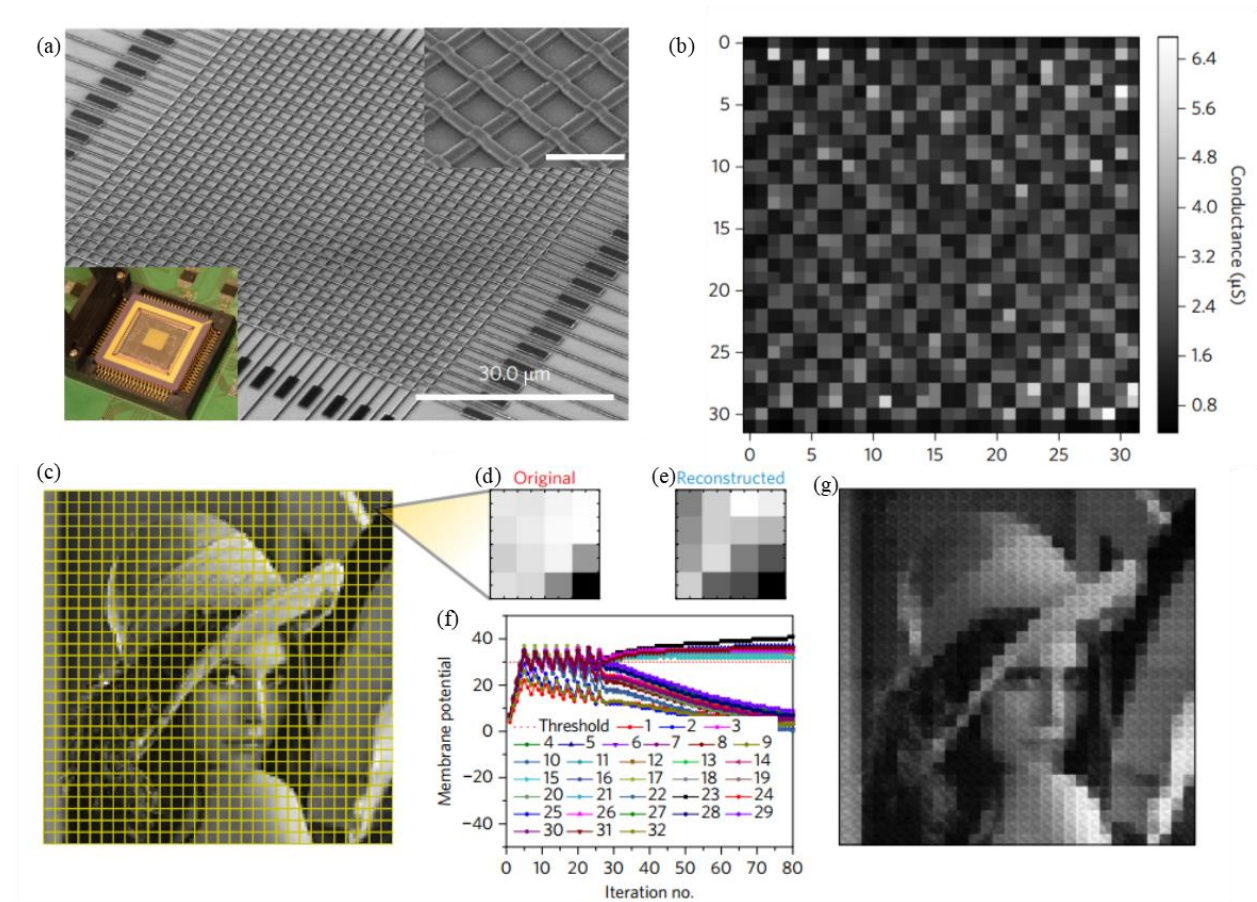 (a)
30.0 μm
(b)
0
5
10
15
20
25
30
0 5 10 15 20 25 30
6.4
5.6
4.8
4.0
3.2
2.4
1.6
0.8
Conductance (μS)
(c)
(d) Original
(e) Reconstructed
(f)
40
20
0
−20
−40
Membrane potential
Threshold 1 2 3
4 5 6 7 8 9
10 11 12 13 14
15 16 17 18 19
20 21 22 23 24
25 26 27 28 29
30 31 32
0 10 20 30 40 50 60 70 80
Iteration no.
(g)